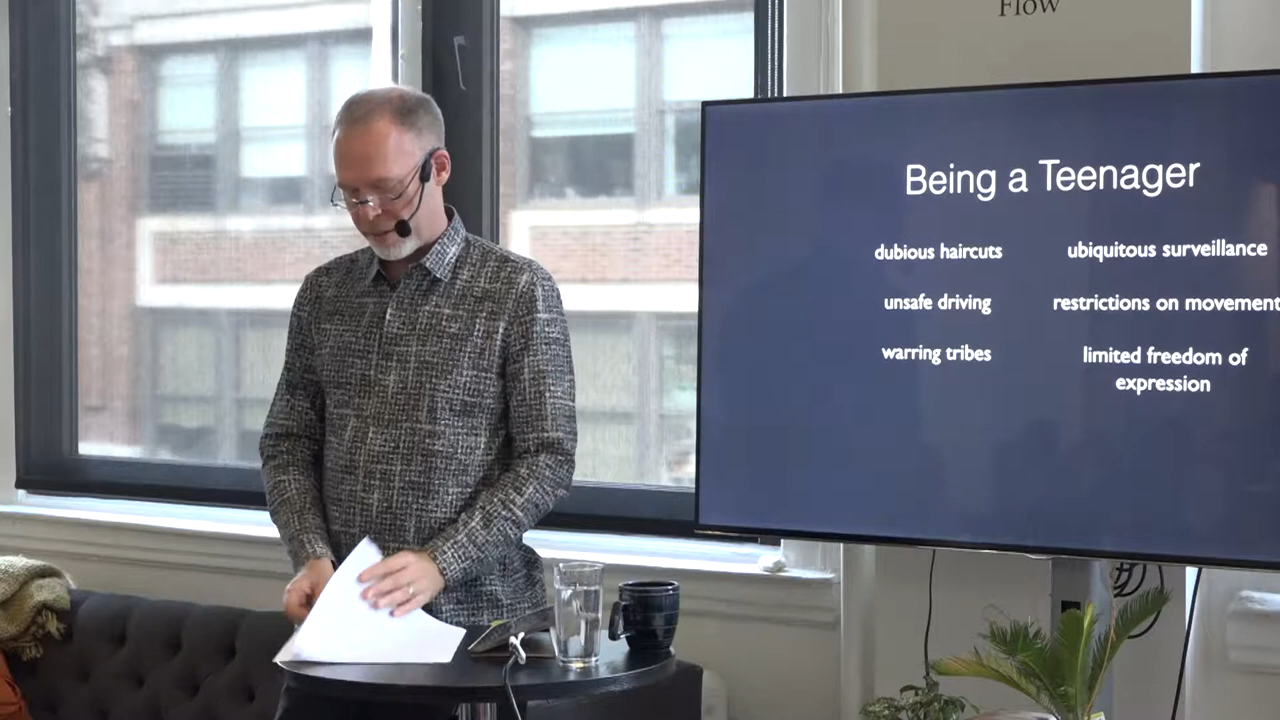 Flow
Being a Teenager
dubious haircuts
ubiquitous surveillance
unsafe driving
restrictions on movement
warring tribes
limited freedom of
expression